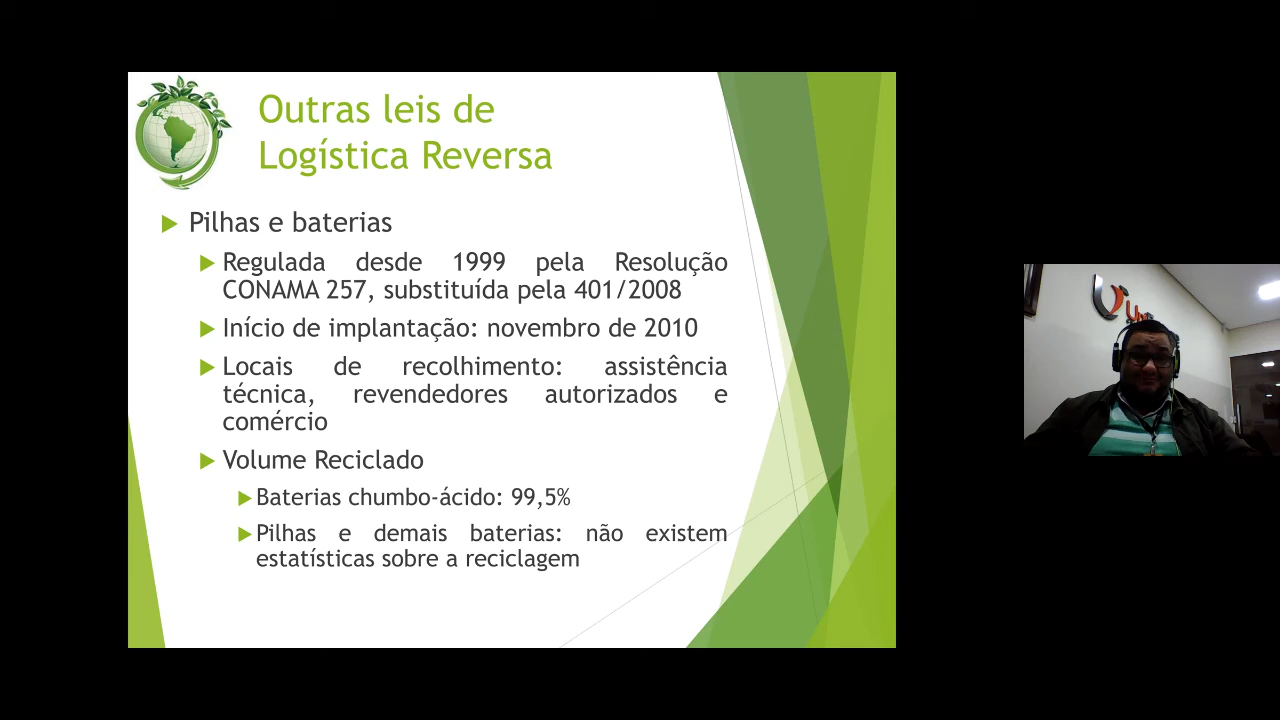 Outras leis de
Logística Reversa
Pilhas e baterias
Regulada desde 1999 pela Resolução
CONAMA 257, substituída pela 401/2008
Início de implantação: novembro de 2010
Locais de recolhimento: assistência
técnica, revendedores autorizados e
comércio
Volume Reciclado
Baterias chumbo-ácido: 99,5%
Pilhas e demais baterias: não existem
estatísticas sobre a reciclagem